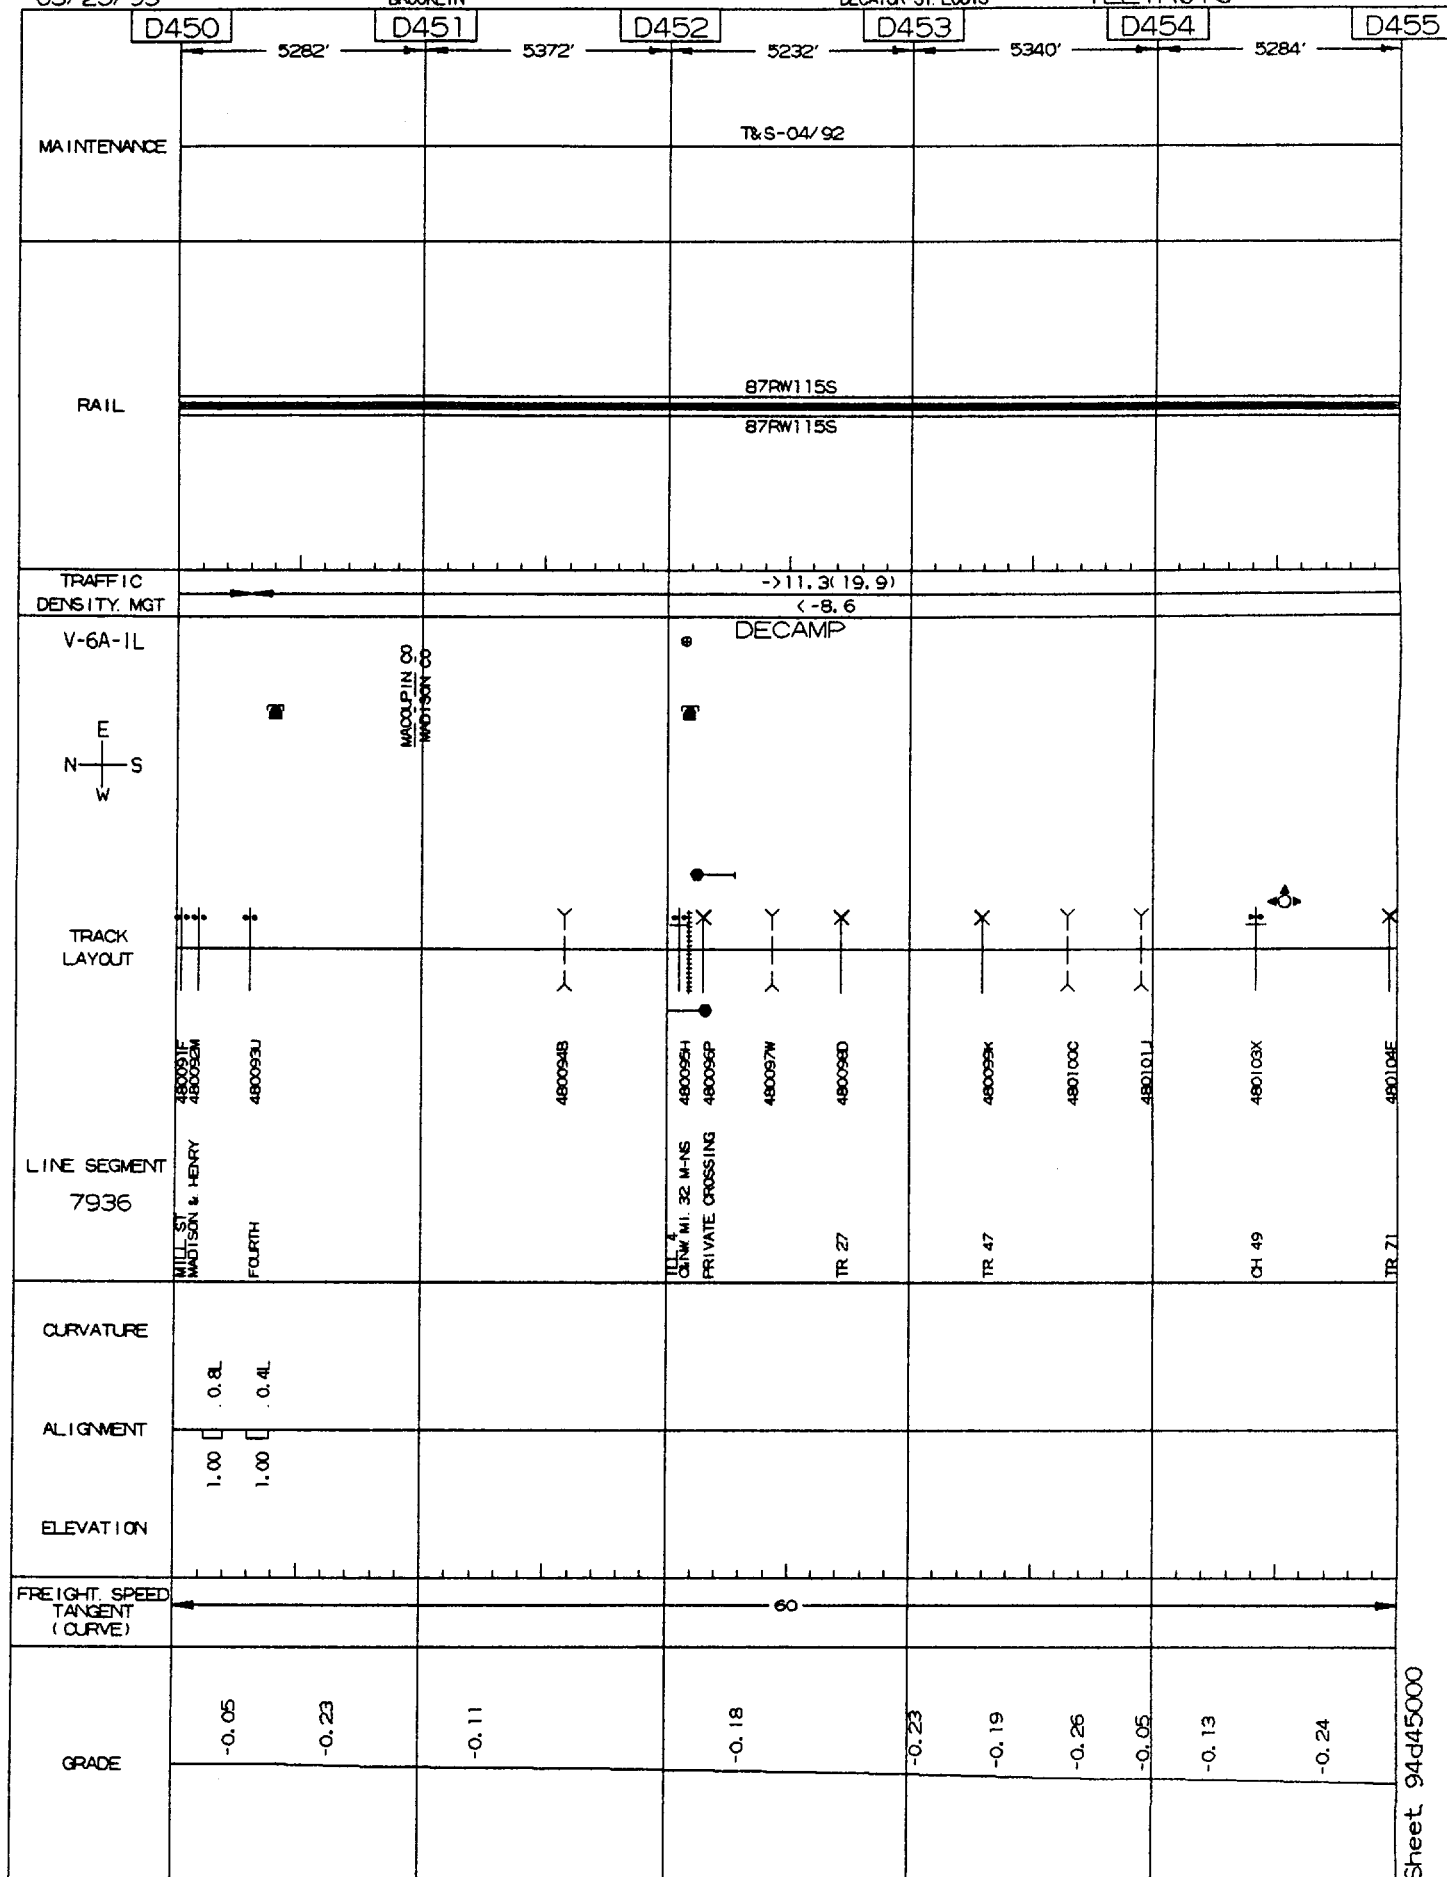 D450 D451 D452 D453 D454 D455
5282' 5372' 5232' 5340' 5284'
MAINTENANCE
T&S-04/92
RAIL
87RW115S
87RW115S
TRAFFIC
DENSITY. MGT
->11.3(19.9)
<-8.6
V-6A-IL
DECAMP
MACOUPIN CO
MADISON CO
E
N S
W
TRACK
LAYOUT
480091F
480092M
480093U
480094B
480095H
480096P
480097W
480098D
480099K
480100C
480101J
480103X
480104E
LINE SEGMENT
7936
MILL ST
MADISON & HENRY
FOURTH
ILL 4
C&NW. MI. 32 M-NS
PRIVATE CROSSING
TR 27
TR 47
CH 49
TR 71
CURVATURE
0.8L
0.4L
ALIGNMENT
1.00
1.00
ELEVATION
FREIGHT. SPEED
TANGENT
(CURVE)
60
GRADE
-0.05
-0.23
-0.11
-0.18
-0.23
-0.19
-0.26
-0.05
-0.13
-0.24
Sheet 94d45000